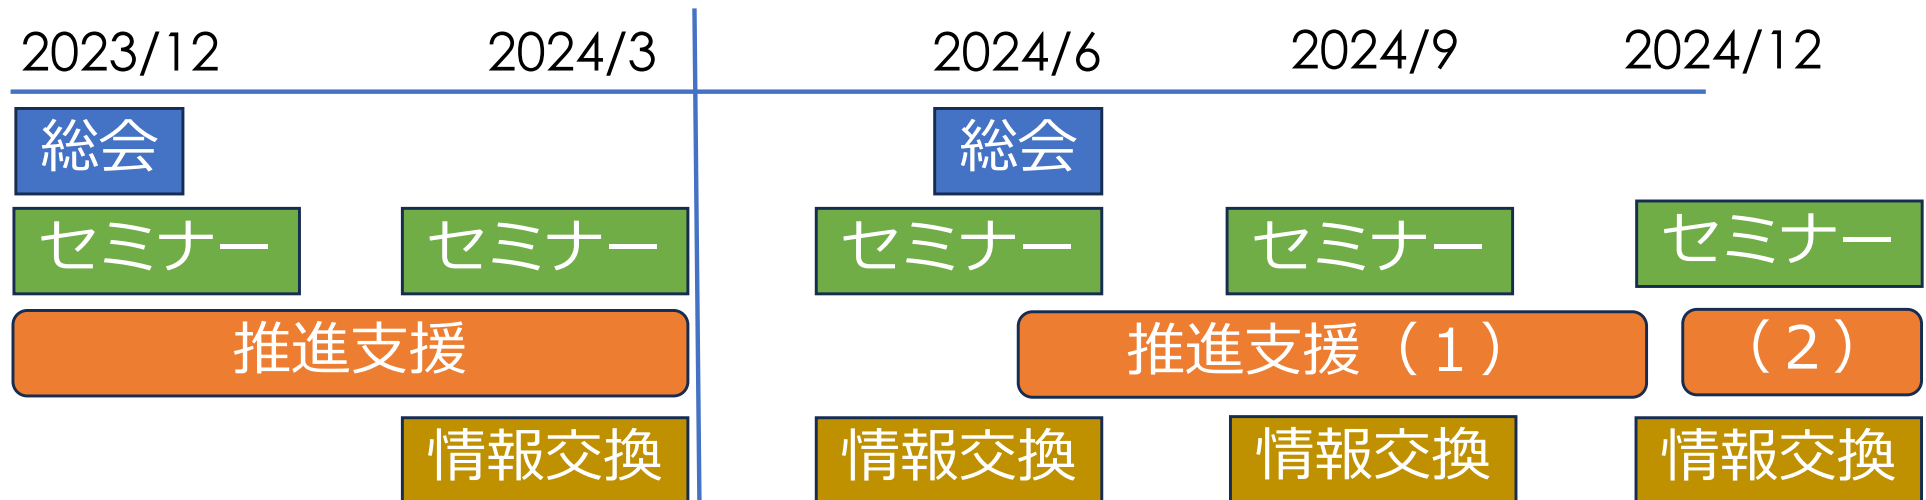 2023/12 2024/3 2024/6 2024/9 2024/12
総会 総会
セミナー セミナー セミナー セミナー セミナー
推進支援 推進支援（１） （２）
情報交換 情報交換 情報交換 情報交換